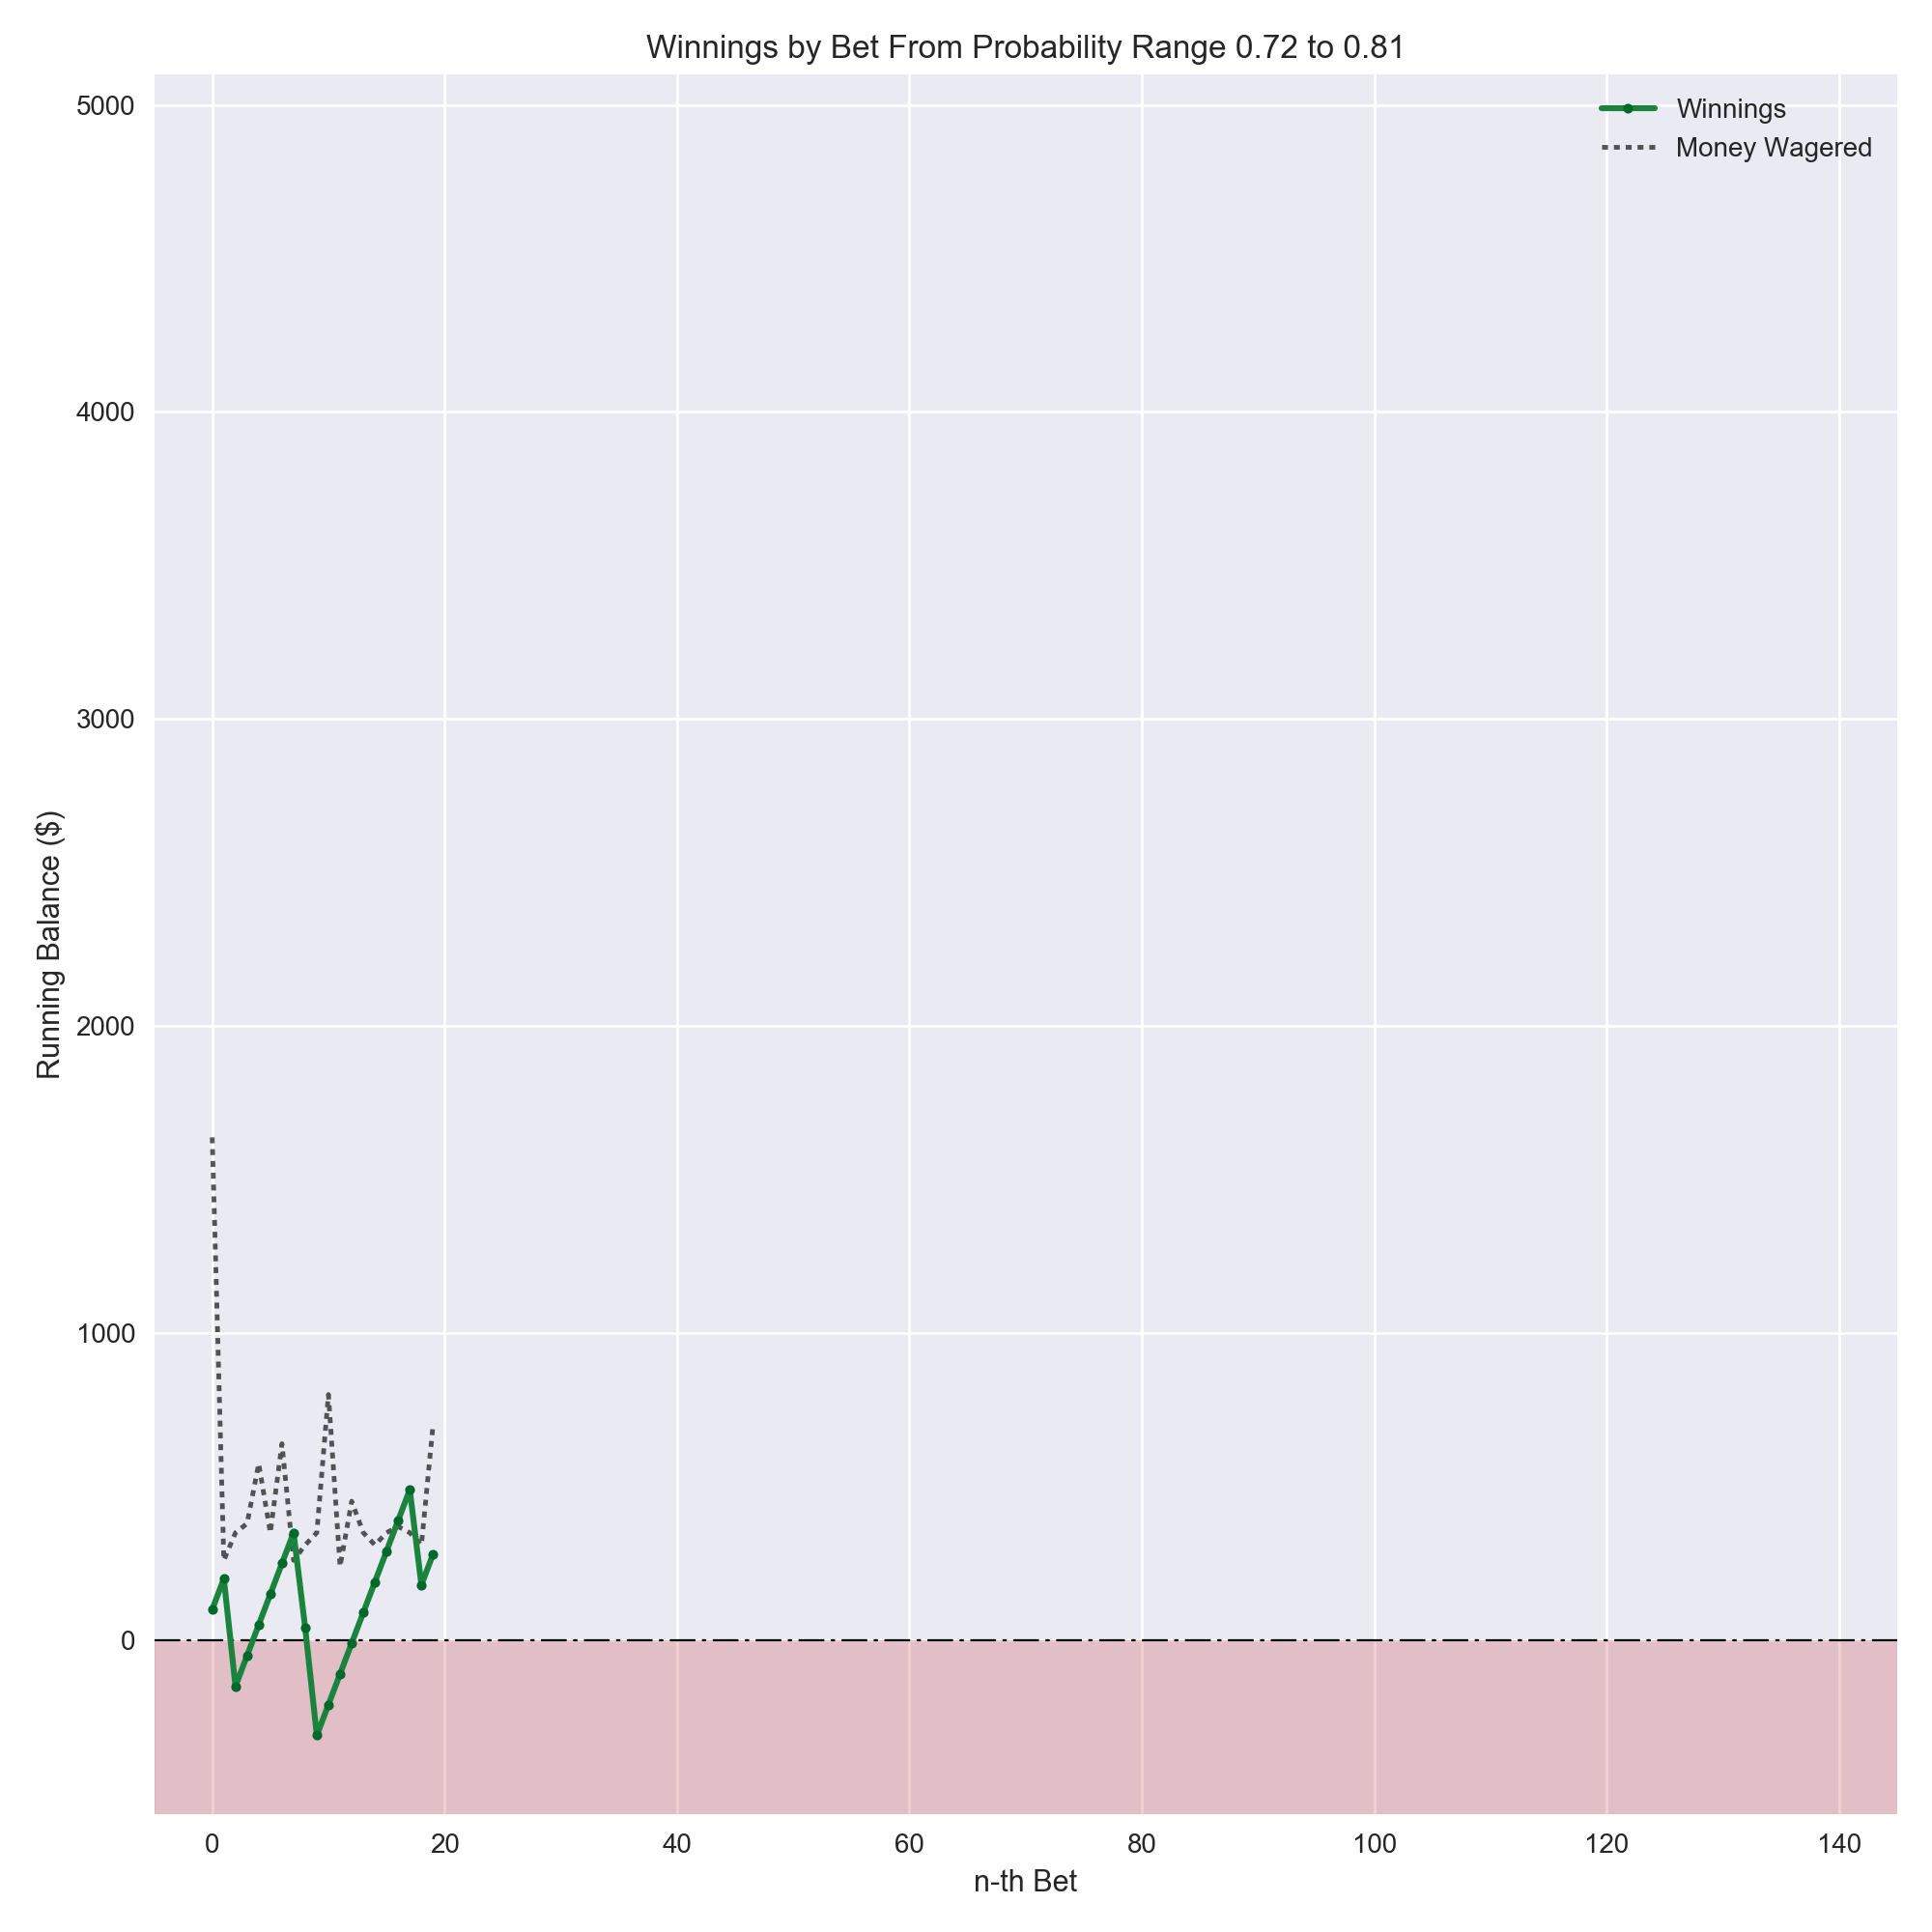 Winnings by Bet From Probability Range 0.72 to 0.81
Winnings
Money Wagered
Running Balance ($)
5000
4000
3000
2000
1000
0
0 20 40 60 80 100 120 140
n-th Bet